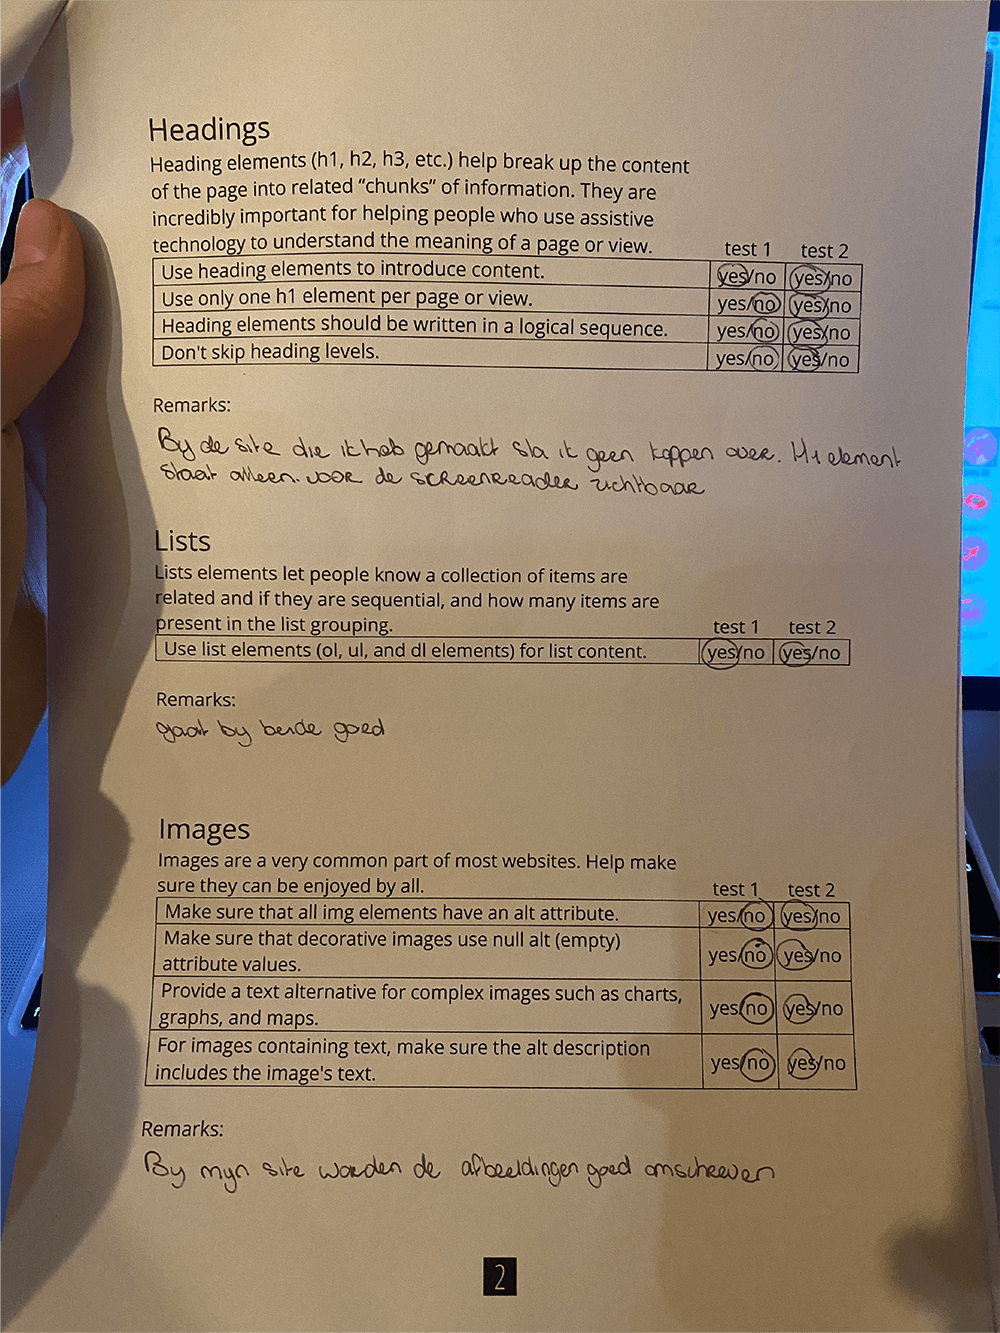 Headings
Heading elements (h1, h2, h3, etc.) help break up the content
of the page into related “chunks” of information. They are
incredibly important for helping people who use assistive
technology to understand the meaning of a page or view. test 1 test 2
Use heading elements to introduce content. yes/no yes/no
Use only one h1 element per page or view. yes/no yes/no
Heading elements should be written in a logical sequence. yes/no yes/no
Don't skip heading levels. yes/no yes/no
Remarks:
By de site die ik heb gemaakt sla ik geen koppen over. H1 element
staat alleen voor de screenreader zichtbaar
Lists
Lists elements let people know a collection of items are
related and if they are sequential, and how many items are
present in the list grouping. test 1 test 2
Use list elements (ol, ul, and dl elements) for list content. yes/no yes/no
Remarks:
gaat by beide goed
Images
Images are a very common part of most websites. Help make
sure they can be enjoyed by all. test 1 test 2
Make sure that all img elements have an alt attribute. yes/no yes/no
Make sure that decorative images use null alt (empty)
attribute values. yes/no yes/no
Provide a text alternative for complex images such as charts,
graphs, and maps. yes/no yes/no
For images containing text, make sure the alt description
includes the image's text. yes/no yes/no
Remarks:
By myn site worden de afbeeldingen goed omschreven
2